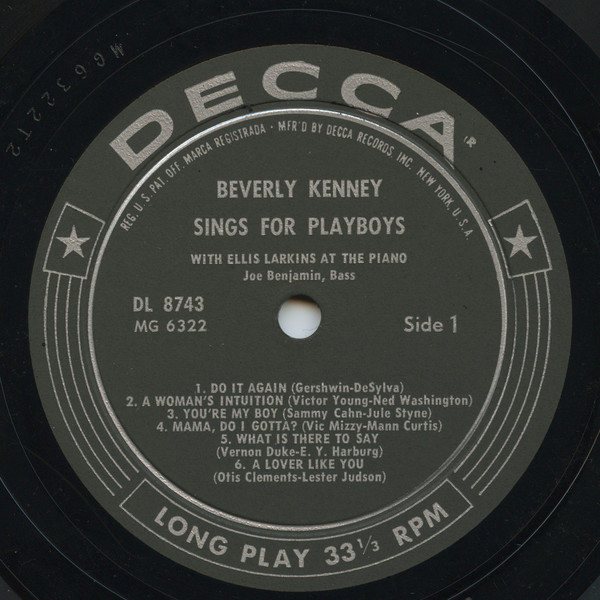 MG6322T2
DECCA ®
REG. U.S. PAT. OFF. MARCA REGISTRADA · MFR'D BY DECCA RECORDS, INC., NEW YORK, U.S.A.
BEVERLY KENNEY
SINGS FOR PLAYBOYS
WITH ELLIS LARKINS AT THE PIANO
Joe Benjamin, Bass
DL 8743
MG 6322
Side 1
1. DO IT AGAIN (Gershwin-DeSylva)
2. A WOMAN'S INTUITION (Victor Young-Ned Washington)
3. YOU'RE MY BOY (Sammy Cahn-Jule Styne)
4. MAMA, DO I GOTTA? (Vic Mizzy-Mann Curtis)
5. WHAT IS THERE TO SAY
(Vernon Duke-E. Y. Harburg)
6. A LOVER LIKE YOU
(Otis Clements-Lester Judson)
LONG PLAY 33 1/3 RPM